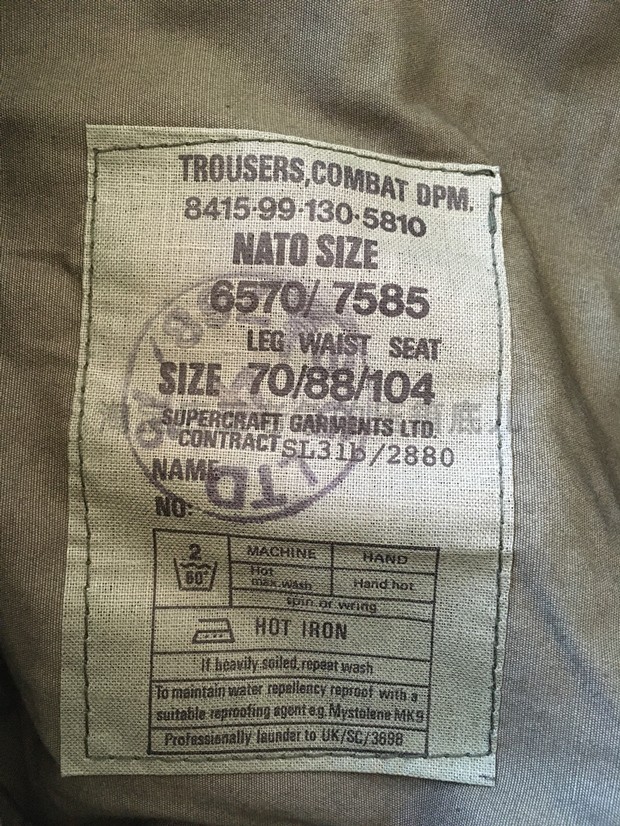 TROUSERS, COMBAT DPM.
8415-99-130-5810
NATO SIZE
6570/ 7585
LEG WAIST SEAT
SIZE 70/88/104
SUPERCRAFT GARMENTS LTD.
CONTRACT SL31b/2880
NAME
NO:
2 MACHINE HAND
60° Hot max wash Hand hot
spin or wring
HOT IRON
If heavily soiled, repeat wash
To maintain water repellency reproof with a
suitable reproofing agent e.g. Mystolene MK9
Professionally launder to UK/SC/3698
LTD